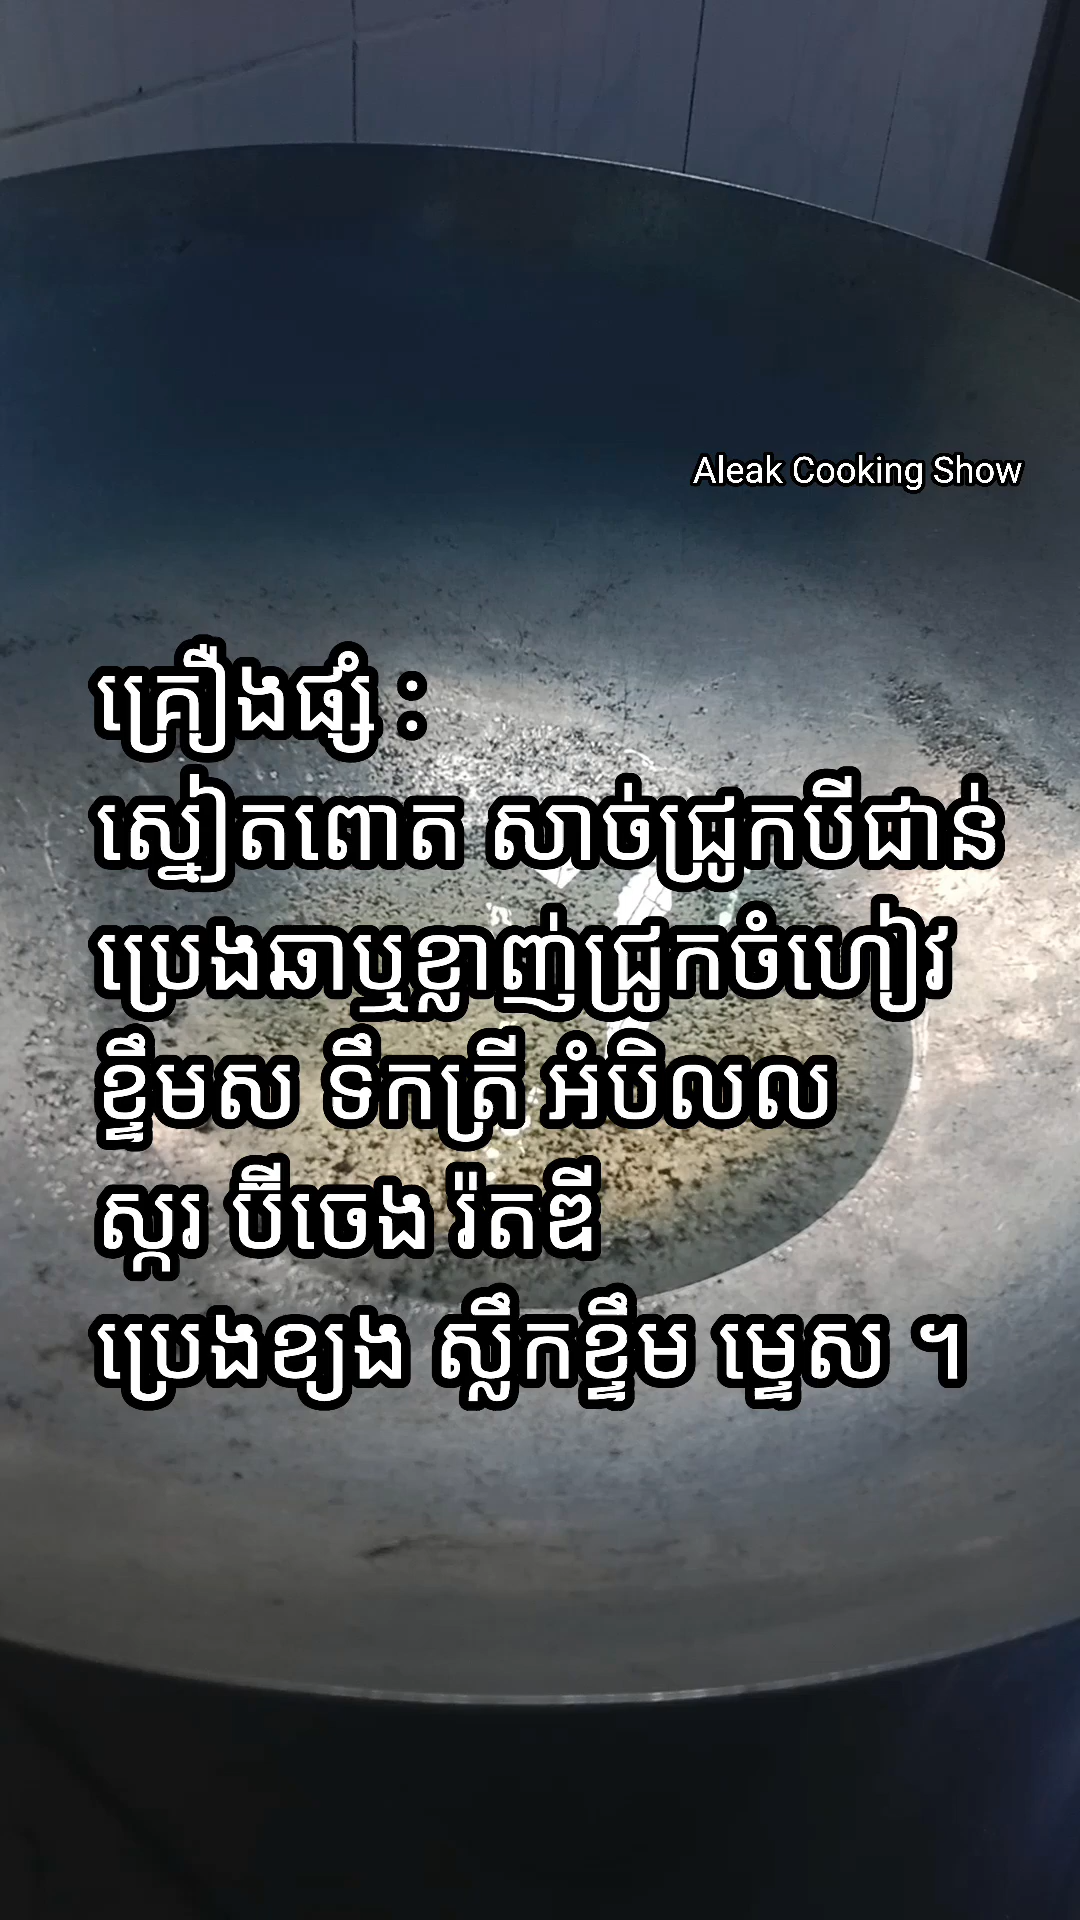 Aleak Cooking Show
គ្រឿងផ្សំ ៖
ស្នៀតពោត សាច់ជ្រូកបីជាន់
ប្រេងឆាឬខ្លាញ់ជ្រូកចំហៀវ
ខ្ទឹមស ទឹកត្រី អំបិលល
ស្ករ ប៊ីចេង រ៉តឌី
ប្រេងខ្យង ស្លឹកខ្ទឹម ម្ទេស ។